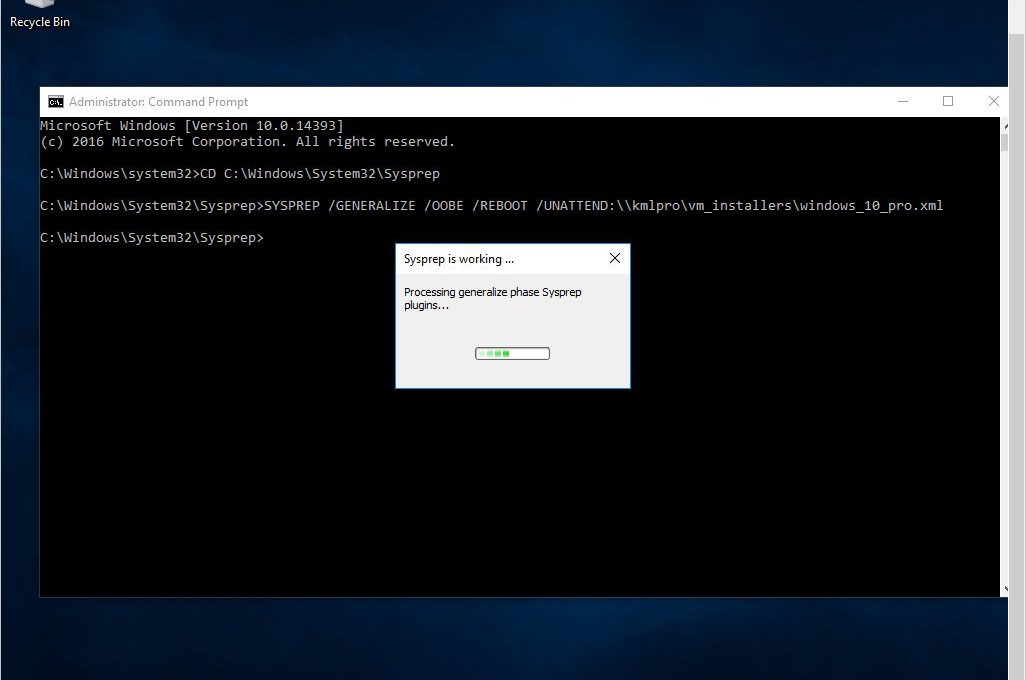 Recycle Bin
Administrator: Command Prompt
Microsoft Windows [Version 10.0.14393]
(c) 2016 Microsoft Corporation. All rights reserved.
C:\Windows\system32>CD C:\Windows\System32\Sysprep
C:\Windows\System32\Sysprep>SYSPREP /GENERALIZE /OOBE /REBOOT /UNATTEND:\\kmlpro\vm_installers\windows_10_pro.xml
C:\Windows\System32\Sysprep>
Sysprep is working ...
Processing generalize phase Sysprep
plugins...